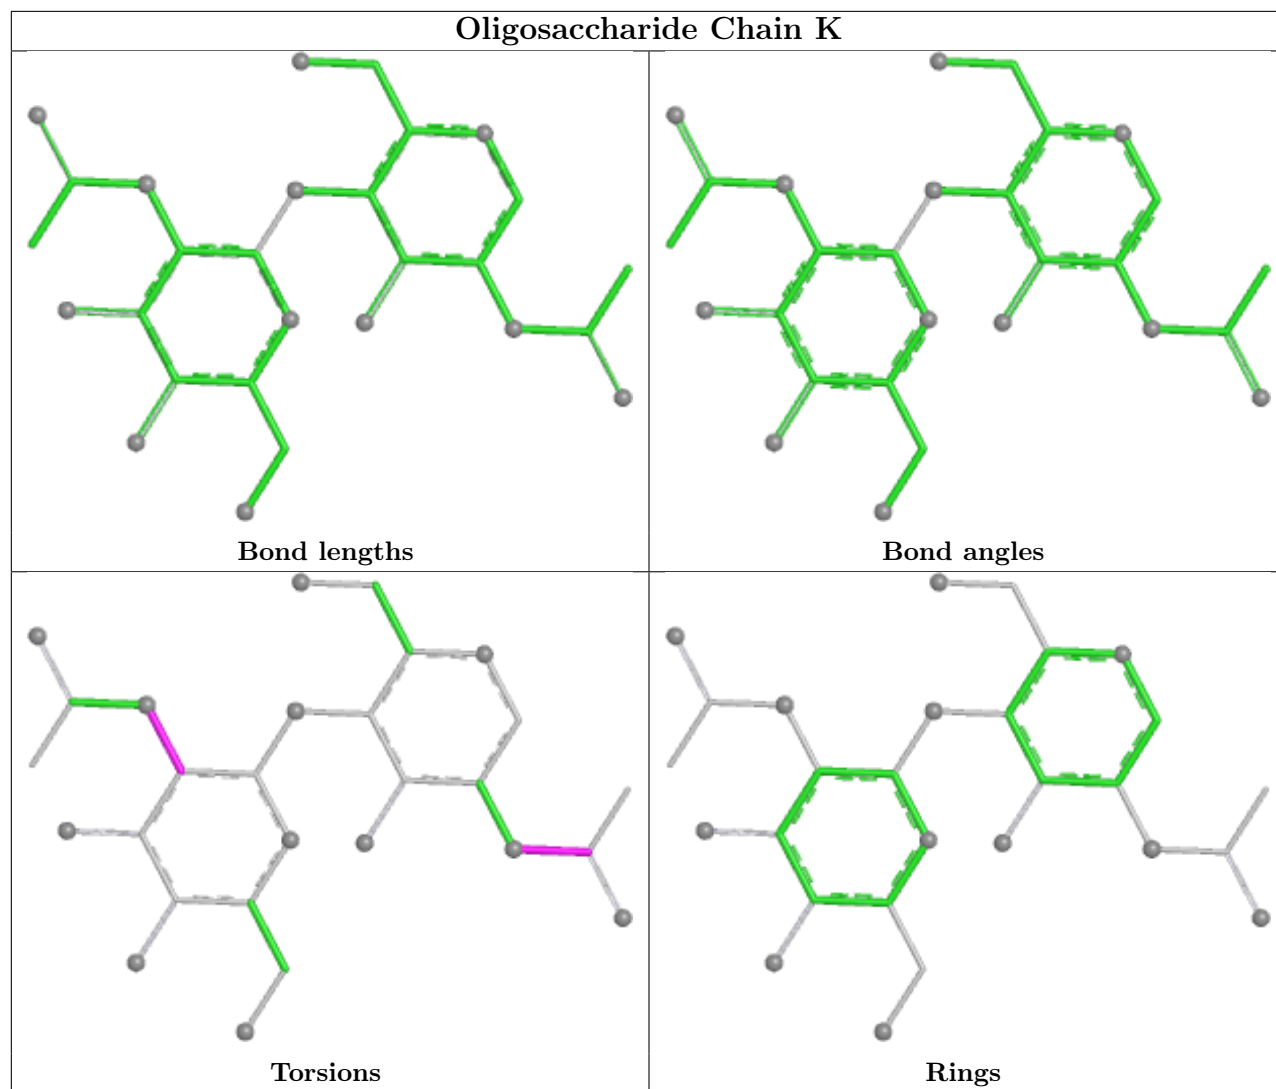 Oligosaccharide Chain K
Bond lengths
Bond angles
Torsions
Rings